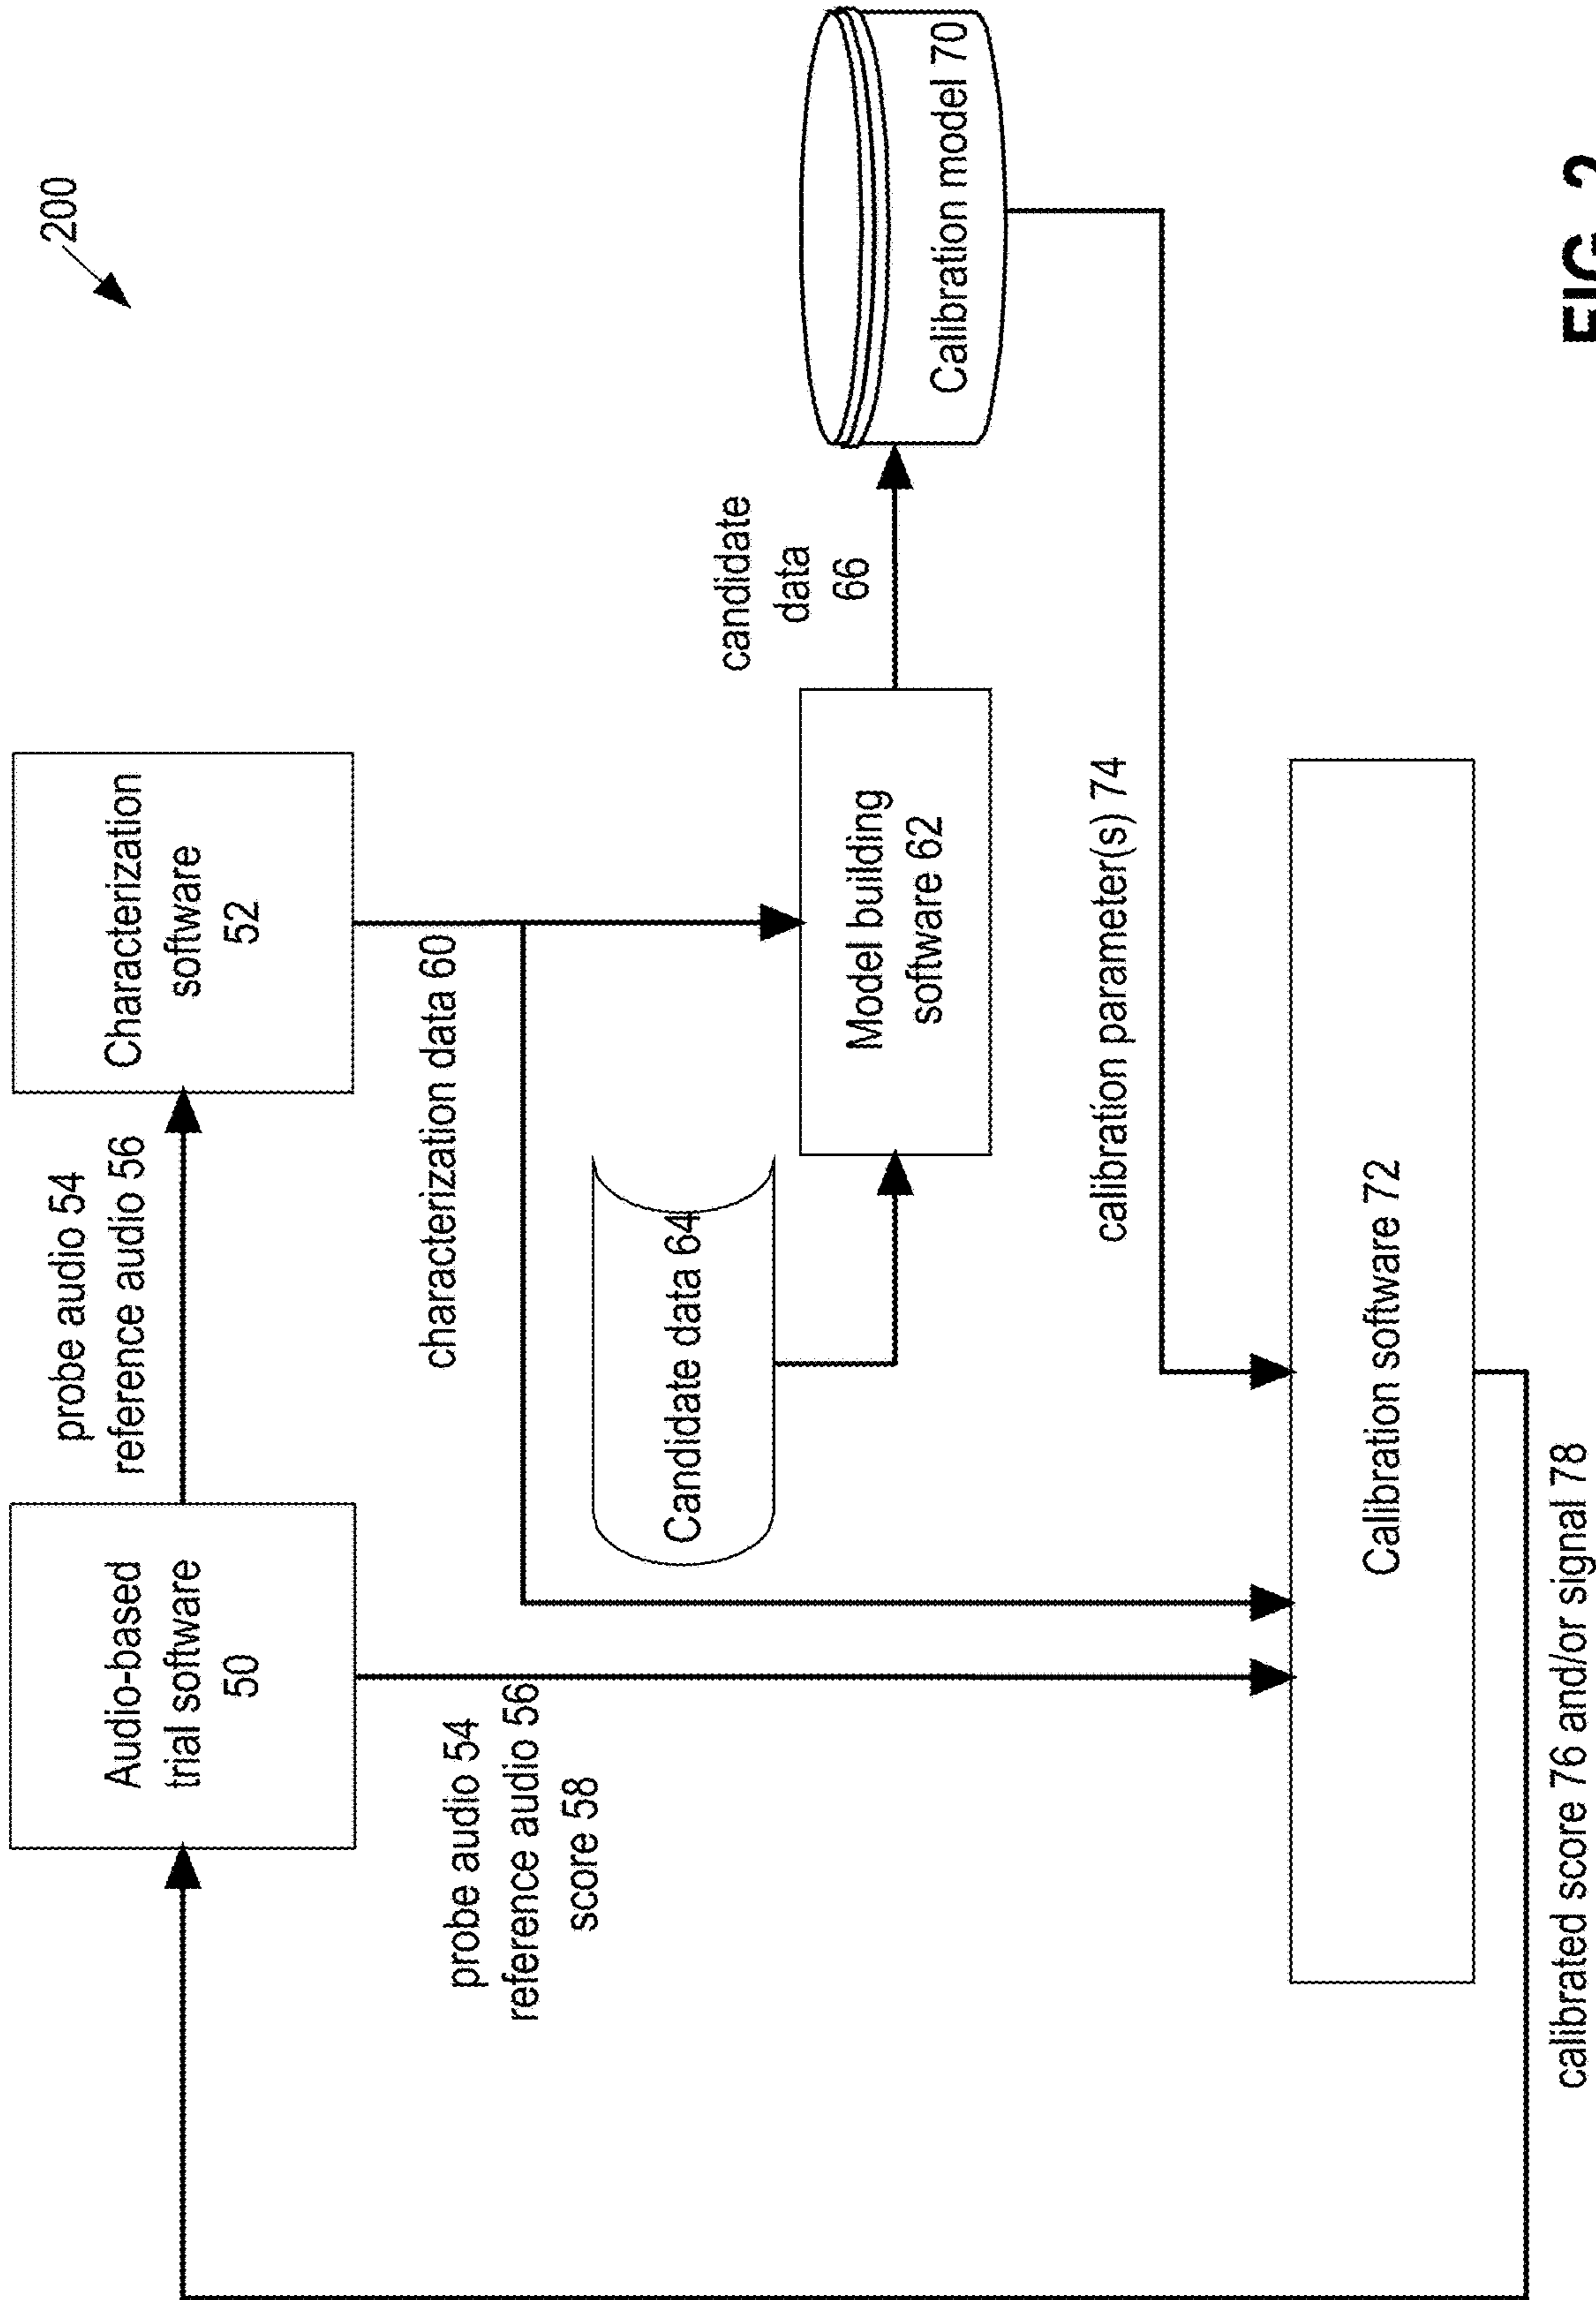 200
Audio-based
trial software
50
probe audio 54
reference audio 56
Characterization
software
52
probe audio 54
reference audio 56
score 58
characterization data 60
Candidate data 64
Model building
software 62
candidate
data
66
Calibration model 70
calibration parameter(s) 74
Calibration software 72
calibrated score 76 and/or signal 78
FIG. 2